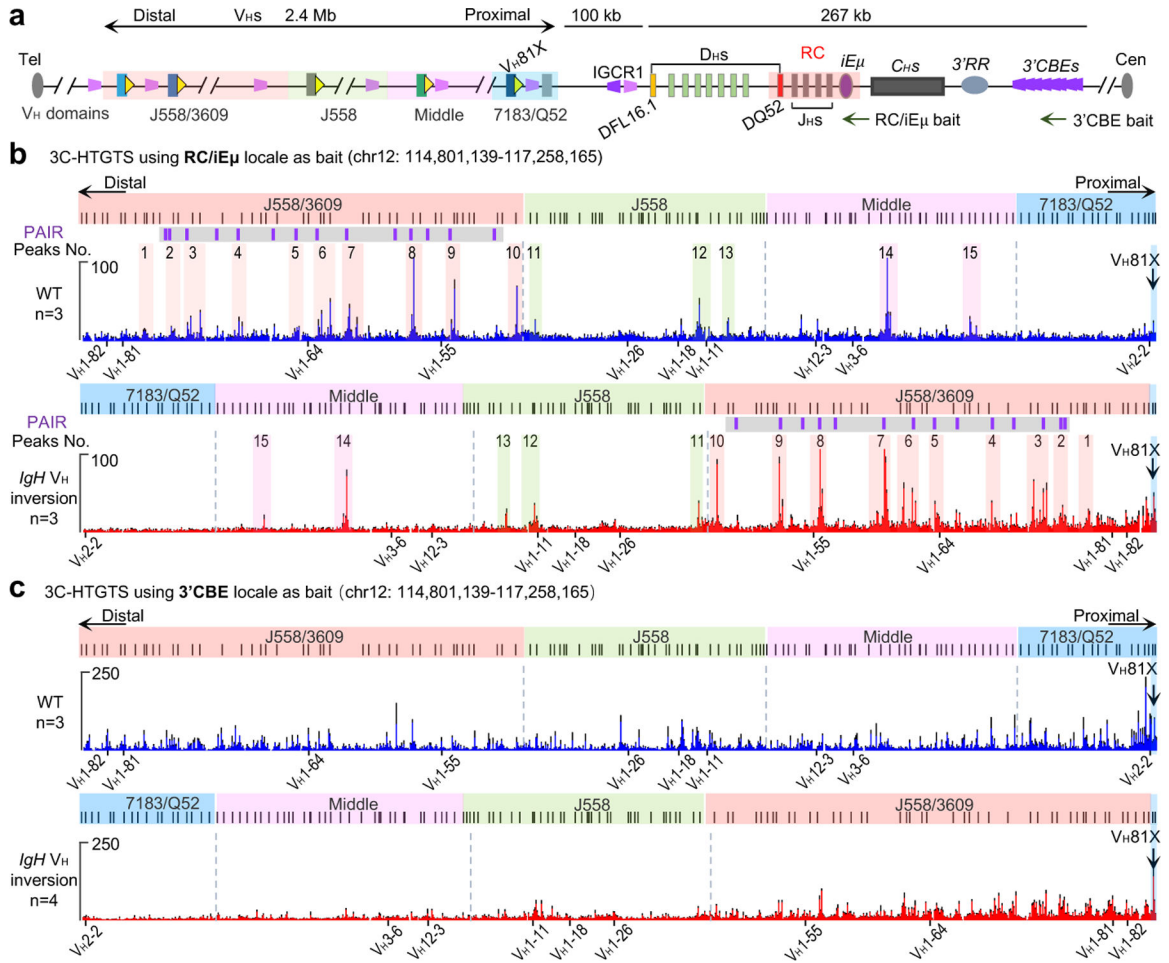 a
Distal VHs 2.4 Mb Proximal 100 kb 267 kb
Tel VH81X IGCR1 DHs RC iEμ CHs 3'RR 3'CBEs Cen
VH domains J558/3609 J558 Middle 7183/Q52 DFL16.1 DQ52 JHs RC/iEμ bait 3'CBE bait
b 3C-HTGTS using RC/iEμ locale as bait (chr12: 114,801,139-117,258,165)
Distal Proximal
J558/3609 J558 Middle 7183/Q52
PAIR
Peaks No. 1 2 3 4 5 6 7 8 9 10 11 12 13 14 15
100
VH81X
WT
n=3
VH1-82 VH1-81 VH1-64 VH1-55 VH1-26 VH1-18 VH1-11 VH12-3 VH3-6 VH2-2
7183/Q52 Middle J558 J558/3609
PAIR
Peaks No. 15 14 13 12 11 10 9 8 7 6 5 4 3 2 1
100
VH81X
IgH VH
inversion
n=3
VH2-2 VH3-6 VH12-3 VH1-11 VH1-18 VH1-26 VH1-55 VH1-64 VH1-81 VH1-82
c 3C-HTGTS using 3'CBE locale as bait (chr12: 114,801,139-117,258,165)
Distal Proximal
J558/3609 J558 Middle 7183/Q52
250
VH81X
WT
n=3
VH1-82 VH1-81 VH1-64 VH1-55 VH1-26 VH1-18 VH1-11 VH12-3 VH3-6 VH2-2
7183/Q52 Middle J558 J558/3609
250
VH81X
IgH VH
inversion
n=4
VH2-2 VH3-6 VH12-3 VH1-11 VH1-18 VH1-26 VH1-55 VH1-64 VH1-81 VH1-82